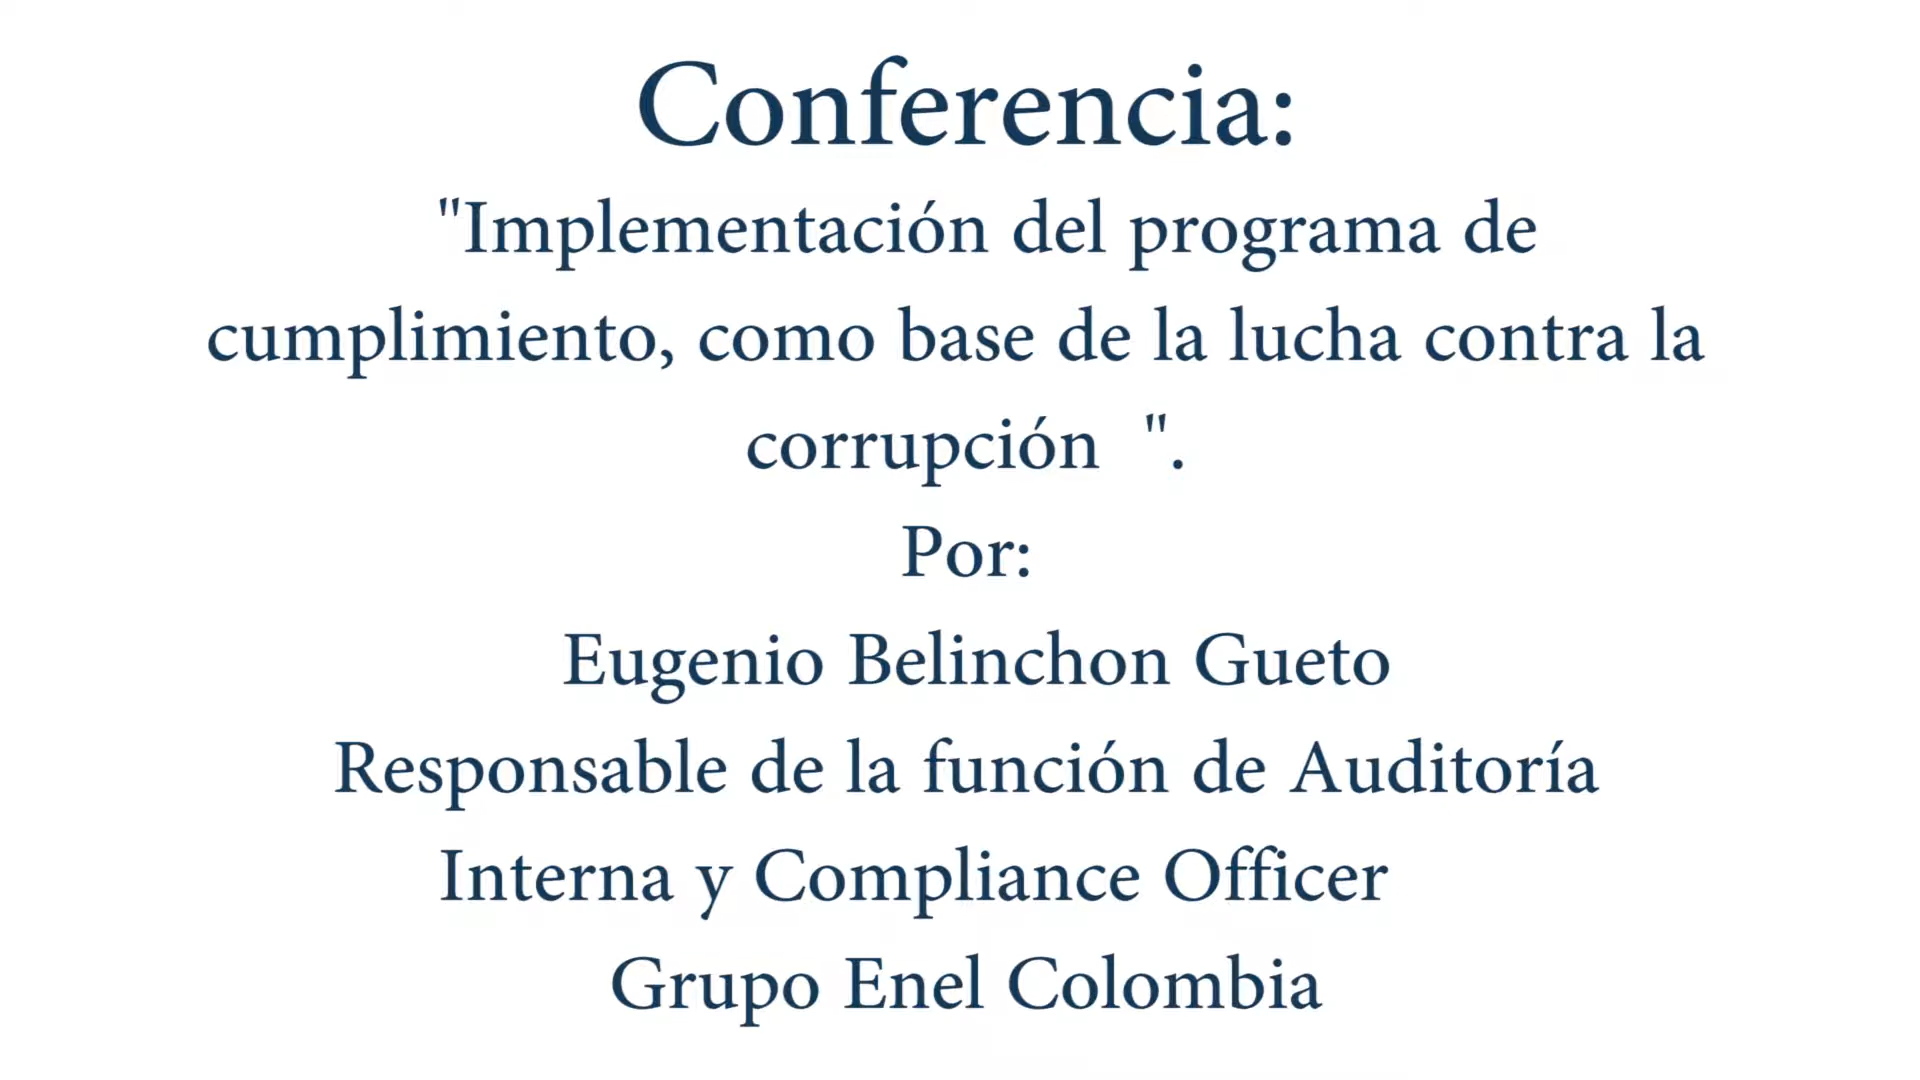 Conferencia:
"Implementación del programa de
cumplimiento, como base de la lucha contra la
corrupción ".
Por:
Eugenio Belinchon Gueto
Responsable de la función de Auditoría
Interna y Compliance Officer
Grupo Enel Colombia